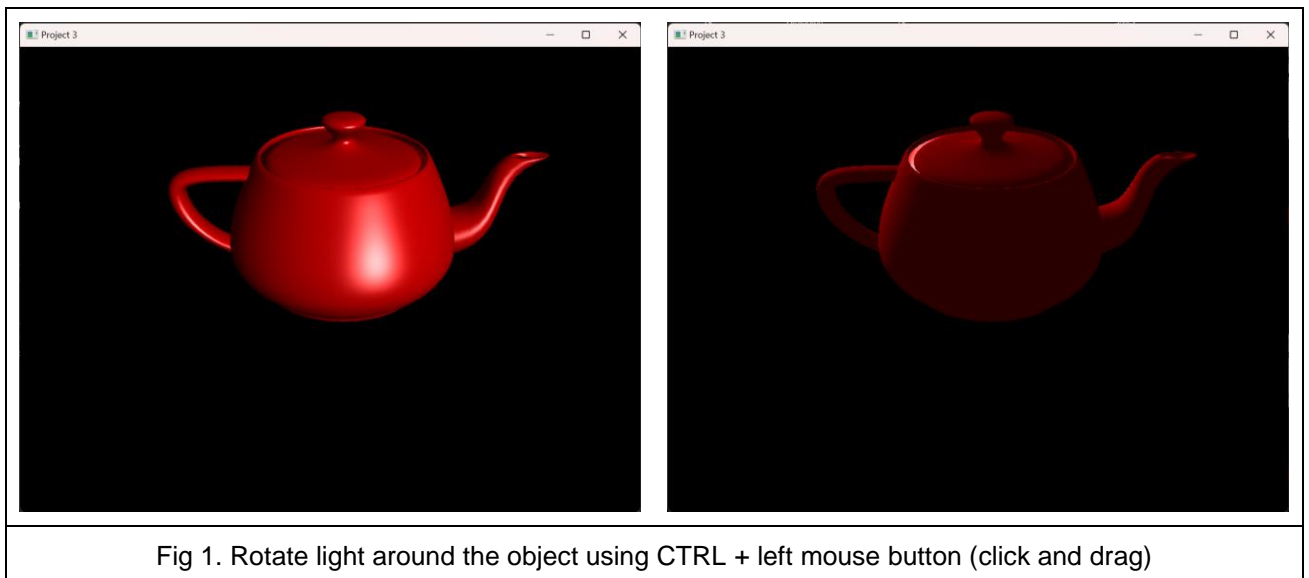 Project 3
Project 3
Fig 1. Rotate light around the object using CTRL + left mouse button (click and drag)